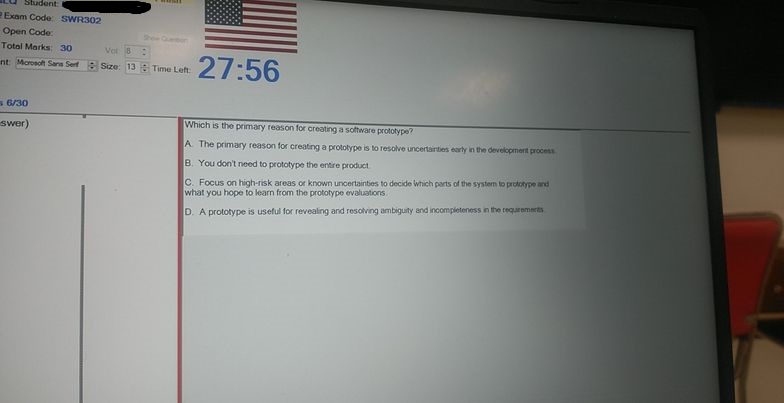 Student:
Exam Code: SWR302
Open Code:
Show Question
Total Marks: 30 Vol: 8
nt: Microsoft Sans Serif Size: 13 Time Left: 27:56
s 6/30
swer)
Which is the primary reason for creating a software prototype?
A. The primary reason for creating a prototype is to resolve uncertainties early in the development process.
B. You don't need to prototype the entire product.
C. Focus on high-risk areas or known uncertainties to decide which parts of the system to prototype and
what you hope to learn from the prototype evaluations.
D. A prototype is useful for revealing and resolving ambiguity and incompleteness in the requirements.